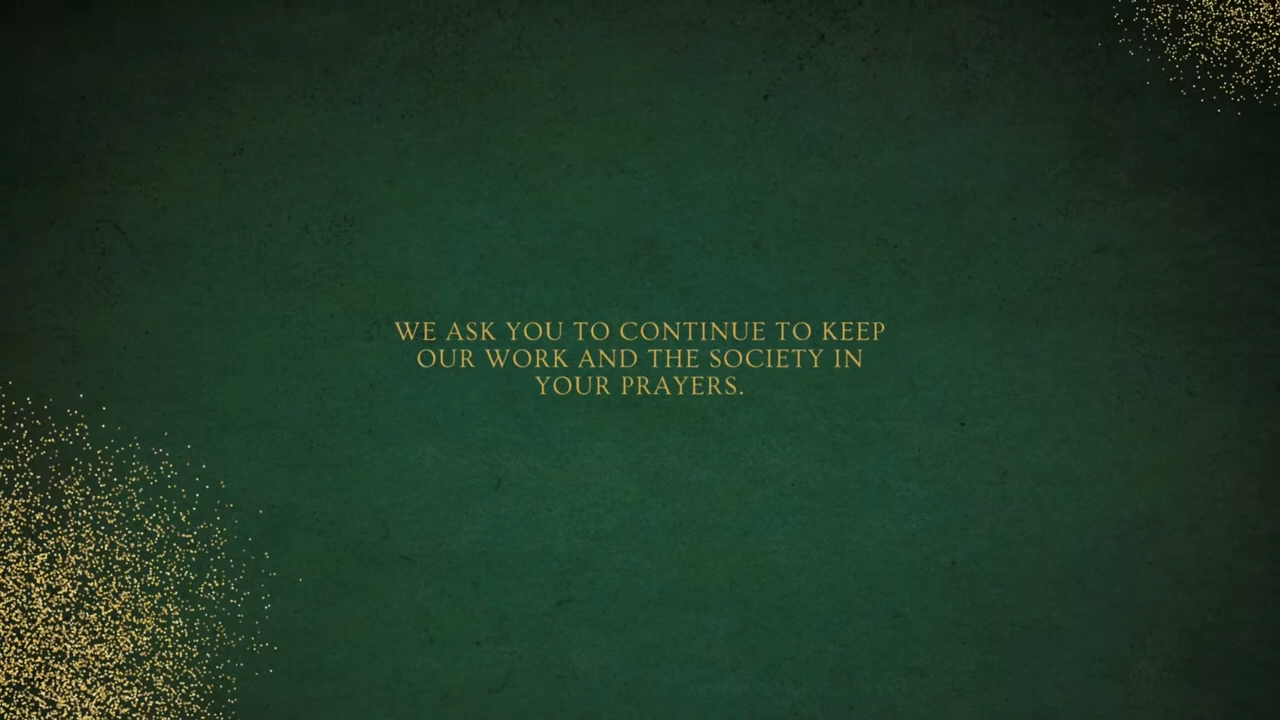 WE ASK YOU TO CONTINUE TO KEEP
OUR WORK AND THE SOCIETY IN
YOUR PRAYERS.